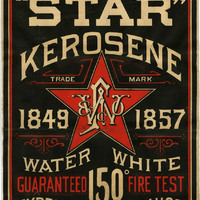 "STAR"
KEROSENE
TRADE MARK
1849 1857
WATER WHITE
GUARANTEED 150° FIRE TEST